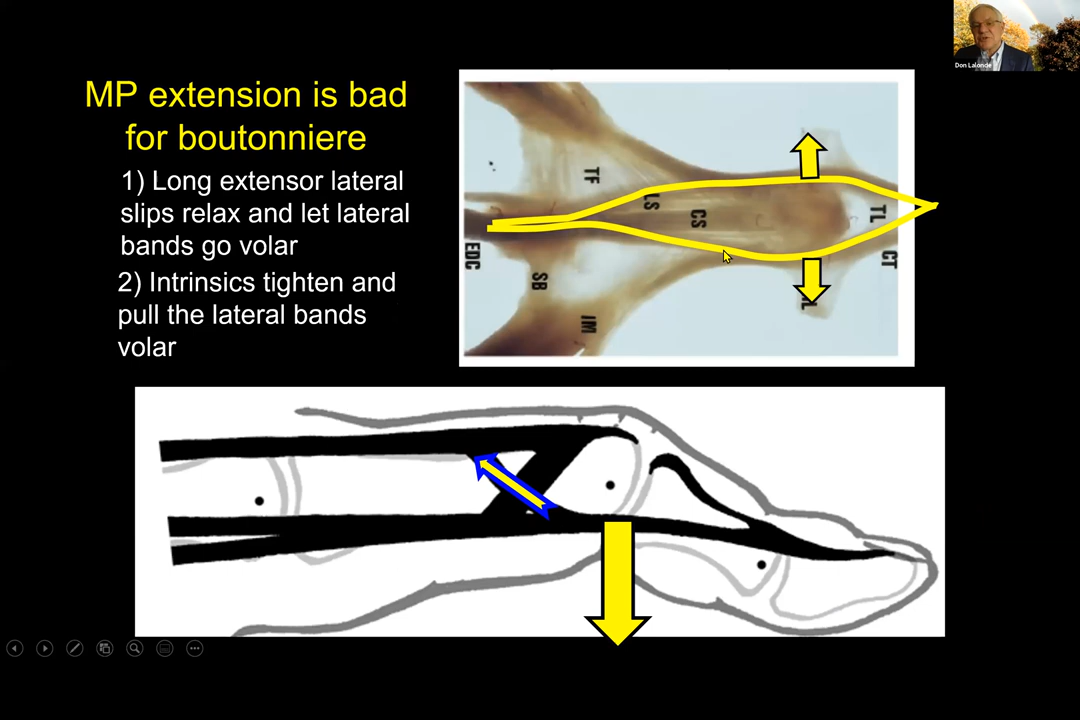 Don Lalonde
MP extension is bad
for boutonniere
1) Long extensor lateral
slips relax and let lateral
bands go volar
2) Intrinsics tighten and
pull the lateral bands
volar
TF
LS
CS
TL
EDC
SB
CT
IM